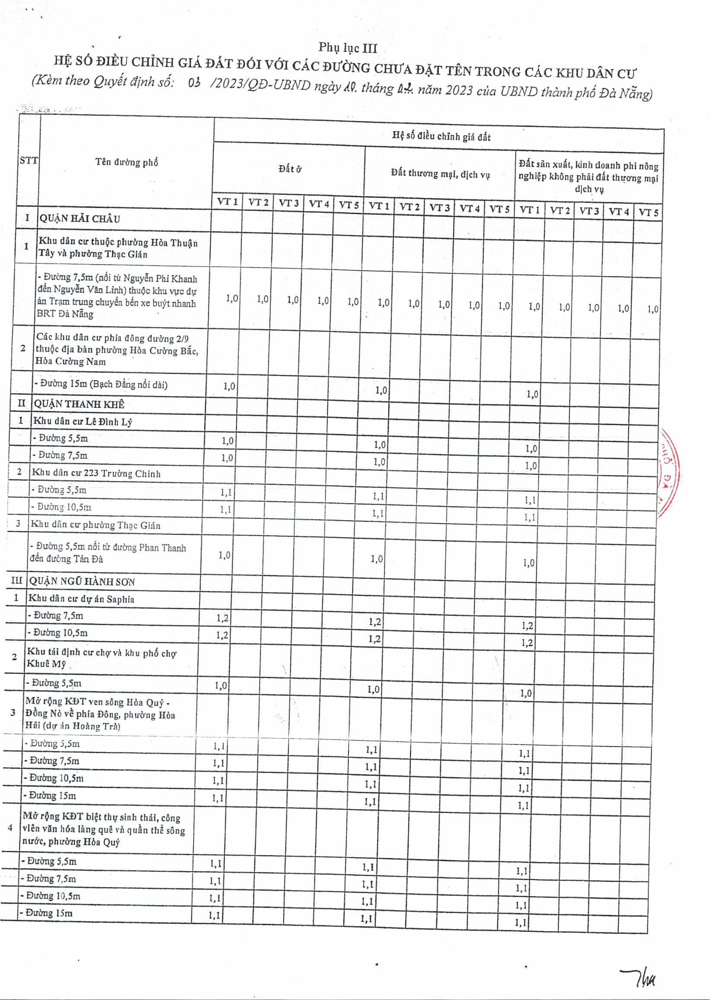 Phụ lục III
HỆ SỐ ĐIỀU CHỈNH GIÁ ĐẤT ĐỐI VỚI CÁC ĐƯỜNG CHƯA ĐẶT TÊN TRONG CÁC KHU DÂN CƯ
(Kèm theo Quyết định số: 03 /2023/QĐ-UBND ngày 10. tháng 02. năm 2023 của UBND thành phố Đà Nẵng)
Hệ số điều chỉnh giá đất
STT Tên đường phố Đất ở Đất thương mại, dịch vụ
Đất sản xuất, kinh doanh phi nông
nghiệp không phải đất thương mại
dịch vụ
VT 1 VT 2 VT 3 VT 4 VT 5 VT 1 VT 2 VT 3 VT 4 VT 5 VT 1 VT 2 VT 3 VT 4 VT 5
I QUẬN HẢI CHÂU
1 Khu dân cư thuộc phường Hòa Thuận
Tây và phường Thạc Gián
- Đường 7,5m (nối từ Nguyễn Phi Khanh
đến Nguyễn Văn Linh) thuộc khu vực dự
án Trạm trung chuyển bến xe buýt nhanh
BRT Đà Nẵng
1,0 1,0 1,0 1,0 1,0 1,0 1,0 1,0 1,0 1,0 1,0 1,0 1,0 1,0 1,0
2 Các khu dân cư phía đông đường 2/9
thuộc địa bàn phường Hòa Cường Bắc,
Hòa Cường Nam
- Đường 15m (Bạch Đằng nối dài) 1,0 1,0 1,0
II QUẬN THANH KHÊ
1 Khu dân cư Lê Đình Lý
- Đường 5,5m 1,0 1,0 1,0
- Đường 7,5m 1,0 1,0 1,0
2 Khu dân cư 223 Trường Chinh
- Đường 5,5m 1,1 1,1 1,1
- Đường 10,5m 1,1 1,1 1,1
3 Khu dân cư phường Thạc Gián
- Đường 5,5m nối từ đường Phan Thanh
đến đường Tản Đà
1,0 1,0 1,0
III QUẬN NGŨ HÀNH SƠN
1 Khu dân cư dự án Saphia
- Đường 7,5m 1,2 1,2 1,2
- Đường 10,5m 1,2 1,2 1,2
2 Khu tái định cư chợ và khu phố chợ
Khuê Mỹ
- Đường 5,5m 1,0 1,0 1,0
3 Mở rộng KĐT ven sông Hòa Quý -
Đồng Nò về phía Đông, phường Hòa
Hải (dự án Hoàng Trà)
- Đường 5,5m 1,1 1,1 1,1
- Đường 7,5m 1,1 1,1 1,1
- Đường 10,5m 1,1 1,1 1,1
- Đường 15m 1,1 1,1 1,1
4 Mở rộng KĐT biệt thự sinh thái, công
viên văn hóa làng quê và quần thể sông
nước, phường Hòa Quý
- Đường 5,5m 1,1 1,1 1,1
- Đường 7,5m 1,1 1,1 1,1
- Đường 10,5m 1,1 1,1 1,1
- Đường 15m 1,1 1,1 1,1
PHỐ ĐÀ